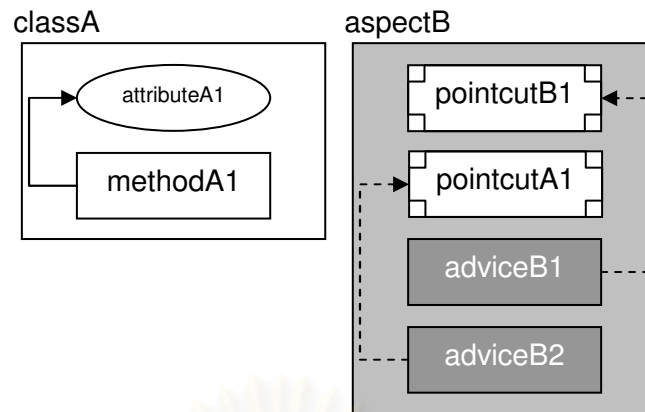 classA
attributeA1
methodA1
aspectB
pointcutB1
pointcutA1
adviceB1
adviceB2